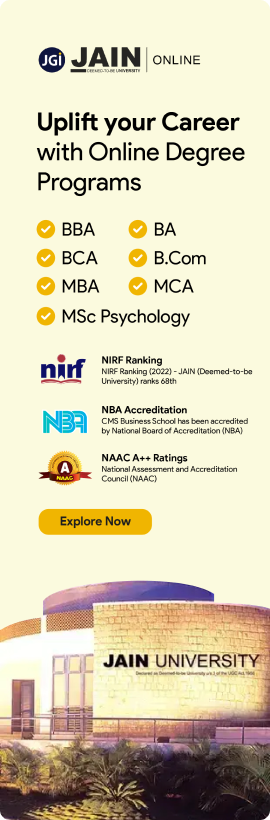 JGi JAIN ONLINE
DEEMED-TO-BE UNIVERSITY
Uplift your Career
with Online Degree
Programs
BBA BA
BCA B.Com
MBA MCA
MSc Psychology
nirf
NIRF Ranking
NIRF Ranking (2022) - JAIN (Deemed-to-be
University) ranks 68th
NBA
NBA Accreditation
CMS Business School has been accredited
by National Board of Accreditation (NBA)
A
NAAC
NAAC A++ Ratings
National Assessment and Accreditation
Council (NAAC)
Explore Now
JAIN UNIVERSITY
Declared as Deemed-to-be University u/s 3 of the UGC Act 1956